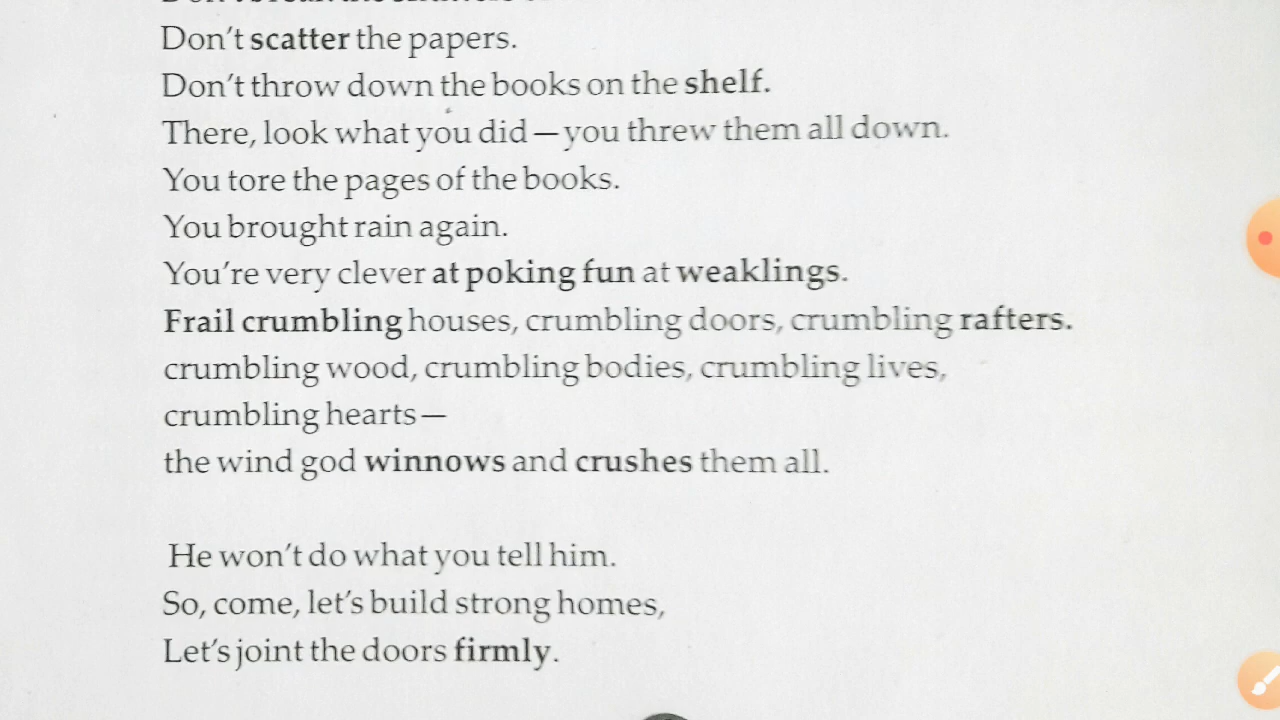 Don't scatter the papers.
Don't throw down the books on the shelf.
There, look what you did—you threw them all down.
You tore the pages of the books.
You brought rain again.
You're very clever at poking fun at weaklings.
Frail crumbling houses, crumbling doors, crumbling rafters.
crumbling wood, crumbling bodies, crumbling lives,
crumbling hearts—
the wind god winnows and crushes them all.
He won't do what you tell him.
So, come, let's build strong homes,
Let's joint the doors firmly.